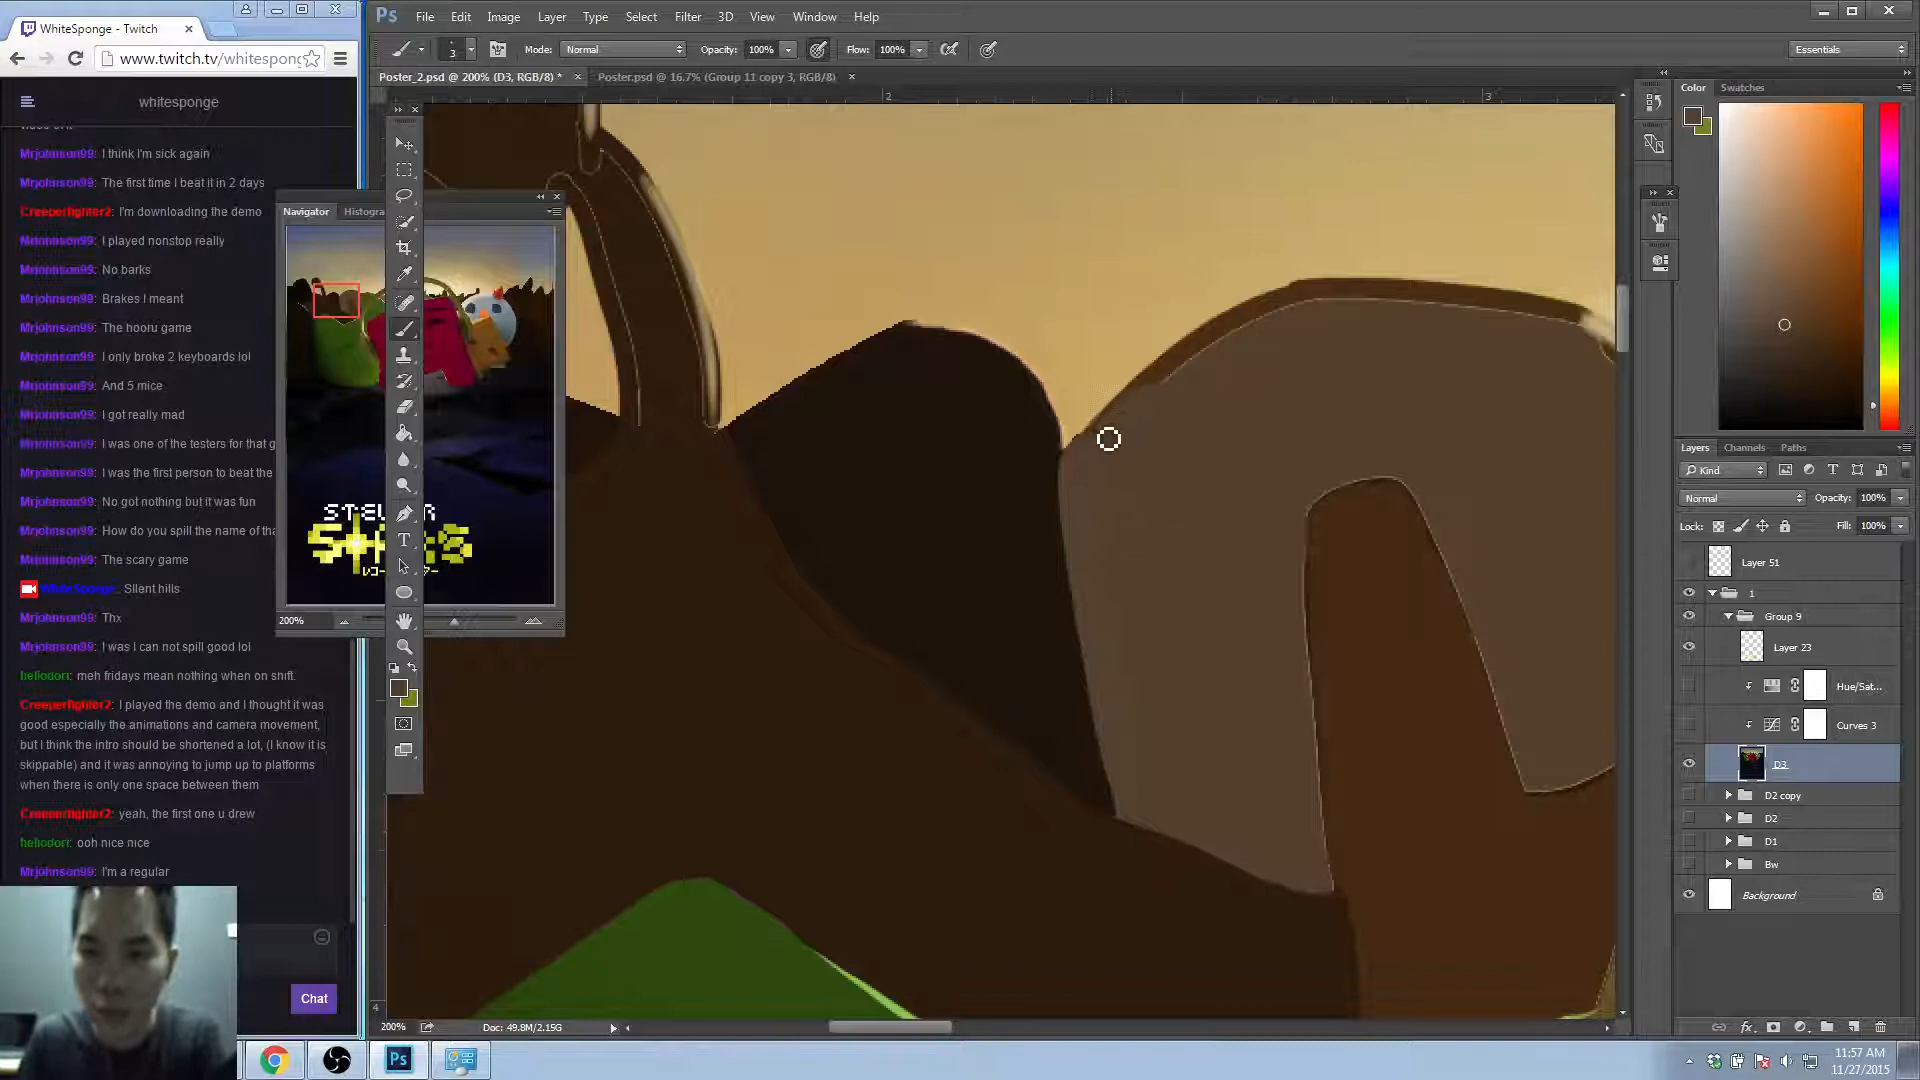 WhiteSponge - Twitch
www.twitch.tv/whitespong
whitesponge
Mrjohnson99: I think I'm sick again
Mrjohnson99: The first time I beat it in 2 days
Creeperfighter2: I'm downloading the demo
Mrjohnson99: I played nonstop really
Mrjohnson99: No barks
Mrjohnson99: Brakes I meant
Mrjohnson99: The hooru game
Mrjohnson99: I only broke 2 keyboards lol
Mrjohnson99: And 5 mice
Mrjohnson99: I got really mad
Mrjohnson99: I was one of the testers for that g
Mrjohnson99: I was the first person to beat the
Mrjohnson99: No got nothing but it was fun
Mrjohnson99: How do you spill the name of tha
Mrjohnson99: The scary game
WhiteSponge: Silent hills
Mrjohnson99: Thx
Mrjohnson99: I was I can not spill good lol
heliodorr: meh fridays mean nothing when on shift.
Creeperfighter2: I played the demo and I thought it was
good especially the animations and camera movement,
but I think the intro should be shortened a lot, (I know it is
skippable) and it was annoying to jump up to platforms
when there is only one space between them
Creeperfighter2: yeah, the first one u drew
heliodorr: ooh nice nice
Mrjohnson99: I'm a regular
Chat
Ps File Edit Image Layer Type Select Filter 3D View Window Help
3 Mode: Normal Opacity: 100% Flow: 100% Essentials
Poster_2.psd @ 200% (D3, RGB/8) * Poster.psd @ 16.7% (Group 11 copy 3, RGB/8)
2 3
Navigator Histogra
200%
4
200% Doc: 49.8M/2.15G
Color Swatches
Layers Channels Paths
Kind
Normal Opacity: 100%
Lock: Fill: 100%
Layer 51
1
Group 9
Layer 23
Hue/Sat...
Curves 3
D3
D2 copy
D2
D1
Bw
Background
Ps
11:57 AM
11/27/2015